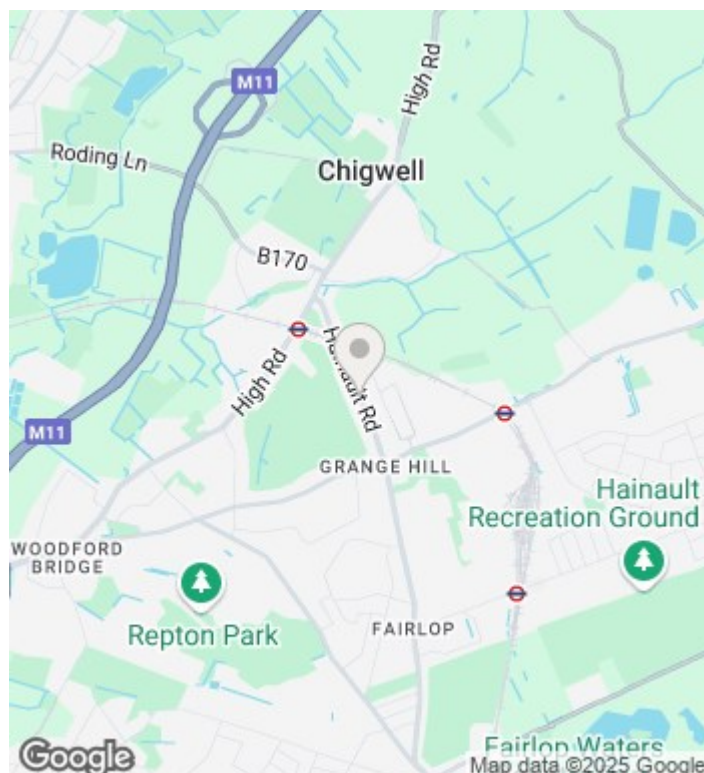 M11
High Rd
Roding Ln
Chigwell
B170
Hainault Rd
High Rd
M11
GRANGE HILL
Hainault
Recreation Ground
WOODFORD
BRIDGE
Repton Park
FAIRLOP
Fairlop Waters
Google
Map data ©2025 Google